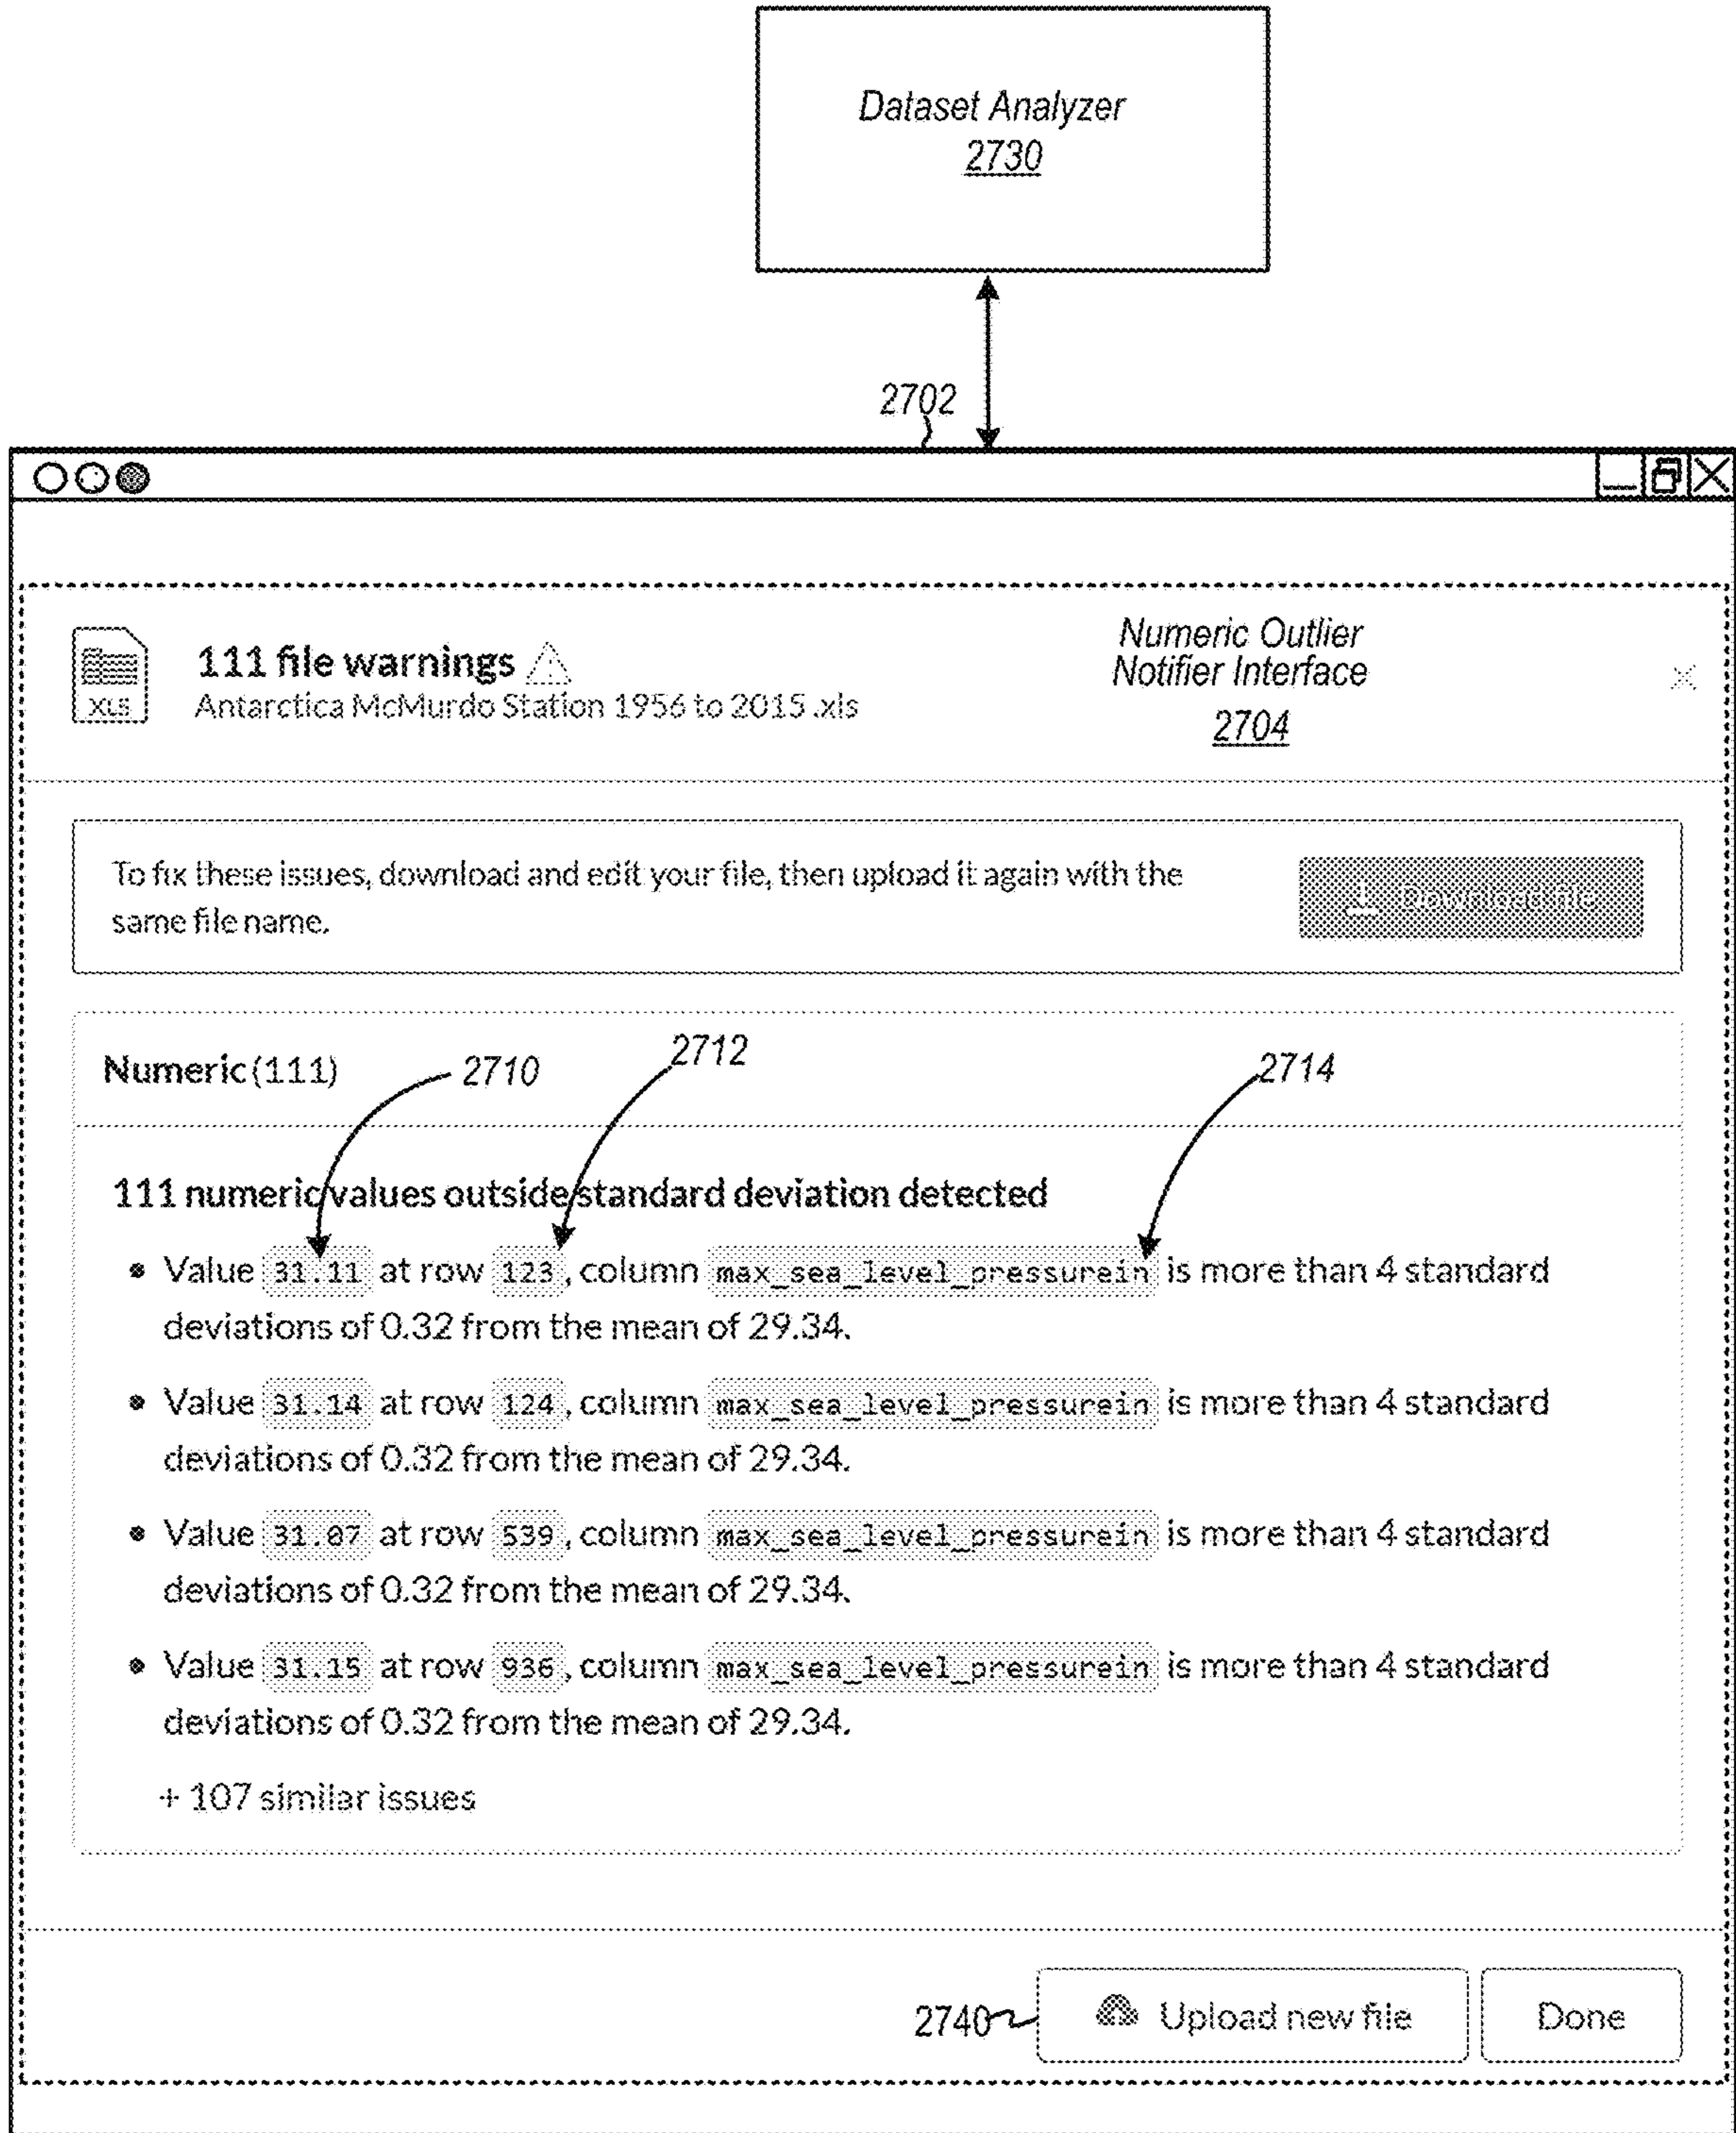 Dataset Analyzer
2730
2702
111 file warnings
Numeric Outlier
Notifier Interface
2704
XLS
Antarctica McMurdo Station 1956 to 2015 .xls
To fix these issues, download and edit your file, then upload it again with the
same file name.
Download file
Numeric (111)
2710
2712
2714
111 numeric values outside standard deviation detected
• Value 31.11 at row 123, column max_sea_level_pressurein is more than 4 standard
deviations of 0.32 from the mean of 29.34.
• Value 31.14 at row 124, column max_sea_level_pressurein is more than 4 standard
deviations of 0.32 from the mean of 29.34.
• Value 31.07 at row 539, column max_sea_level_pressurein is more than 4 standard
deviations of 0.32 from the mean of 29.34.
• Value 31.15 at row 936, column max_sea_level_pressurein is more than 4 standard
deviations of 0.32 from the mean of 29.34.
+ 107 similar issues
2740
Upload new file
Done